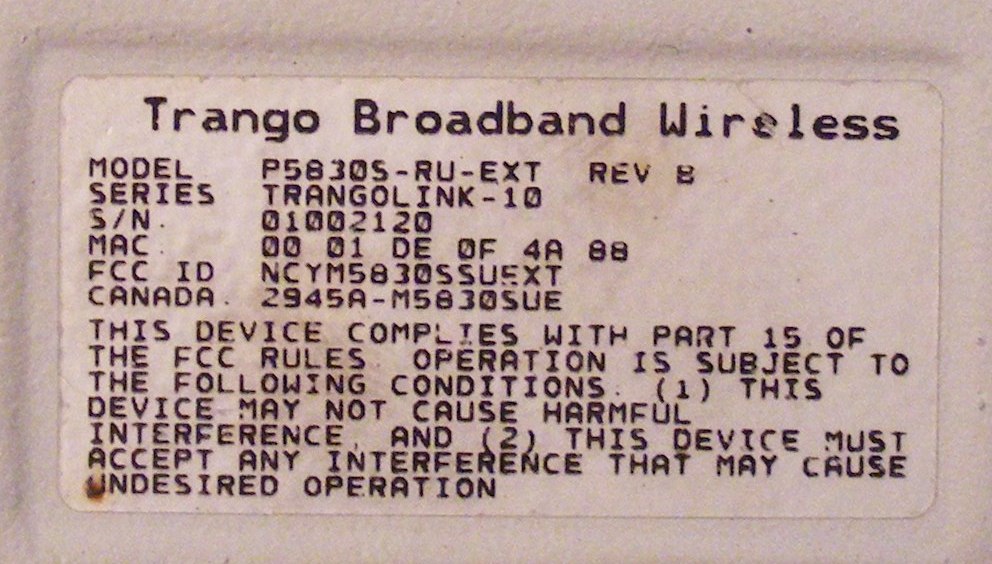 Trango Broadband Wireless
MODEL P5830S-RU-EXT REV B
SERIES TRANGOLINK-10
S/N. 01002120
MAC. 00 01 DE 0F 4A 88
FCC ID NCYM5830SSUEXT
CANADA. 2945A-M5830SUE
THIS DEVICE COMPLIES WITH PART 15 OF
THE FCC RULES. OPERATION IS SUBJECT TO
THE FOLLOWING CONDITIONS. (1) THIS
DEVICE MAY NOT CAUSE HARMFUL
INTERFERENCE, AND (2) THIS DEVICE MUST
ACCEPT ANY INTERFERENCE THAT MAY CAUSE
UNDESIRED OPERATION